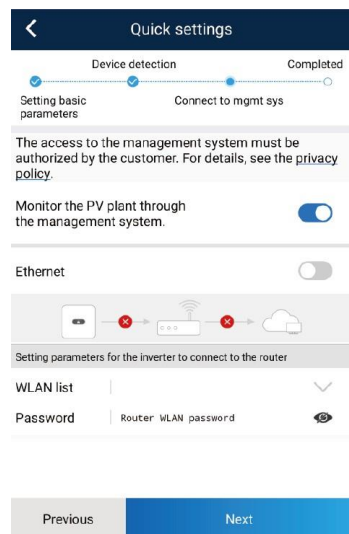 Quick settings
Device detection
Completed
Setting basic
parameters
Connect to mgmt sys
The access to the management system must be
authorized by the customer. For details, see the privacy
policy.
Monitor the PV plant through
the management system.
Ethernet
Setting parameters for the inverter to connect to the router
WLAN list
Password
Router WLAN password
Previous
Next